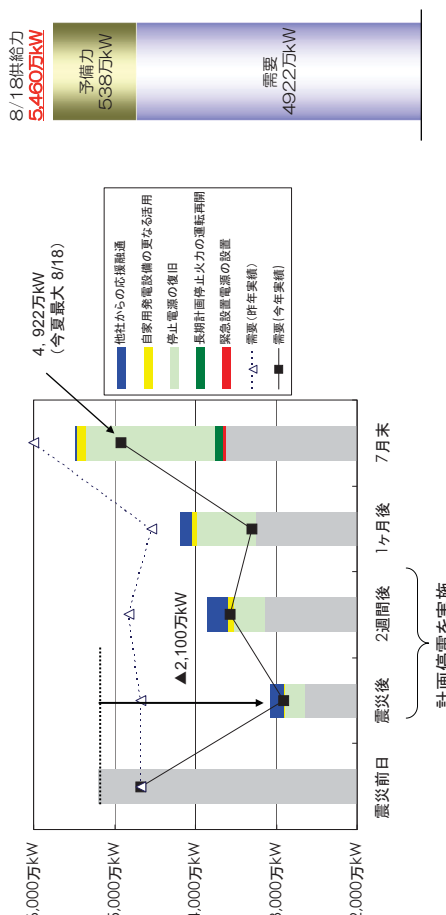 8/18供給力
5,460万kW
予備力
538万kW
需要
4922万kW
4,922万kW
(今夏最大 8/18)
他社からの応援融通
自家用発電設備の更なる活用
停止電源の復旧
長期計画停止火力の運転再開
緊急設置電源の設置
需要(昨年実績)
需要(今年実績)
,000万kW
5,000万kW
4,000万kW
3,000万kW
2,000万kW
▲2,100万kW
震災前日
震災後
2週間後
1ヶ月後
7月末
計画停電を実施